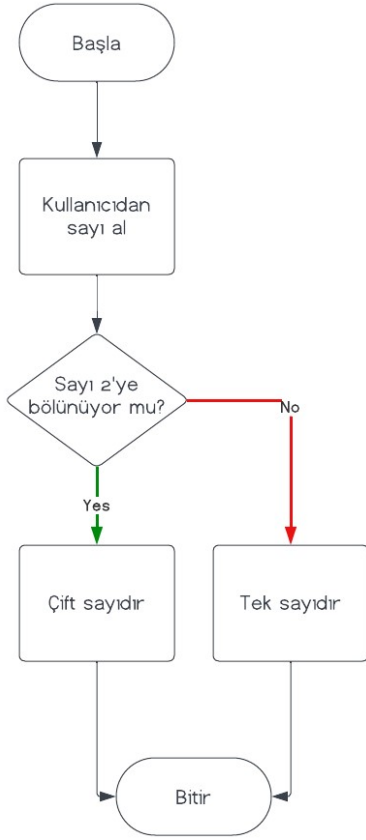 Başla
Kullanıcıdan
sayı al
Sayı 2'ye
bölünüyor mu?
No
Yes
Çift sayıdır
Tek sayıdır
Bitir